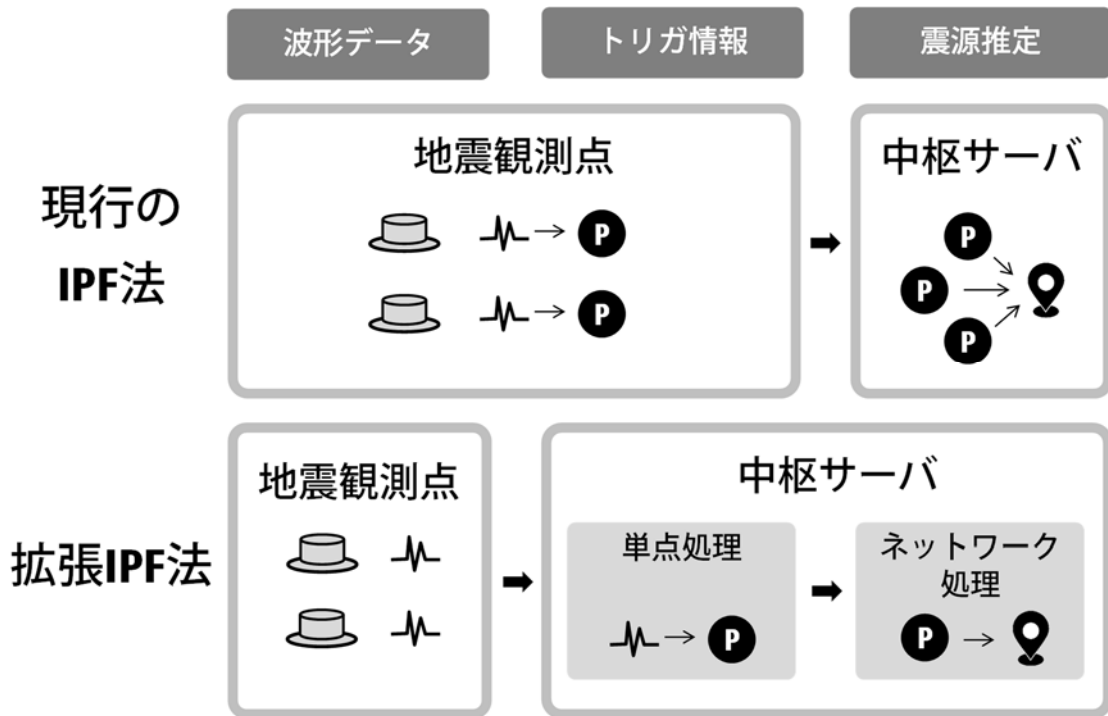 波形データ
トリガ情報
震源推定
現行の
IPF法
地震観測点
P
P
中枢サーバ
P
P
P
拡張IPF法
地震観測点
中枢サーバ
単点処理
P
ネットワーク
処理
P